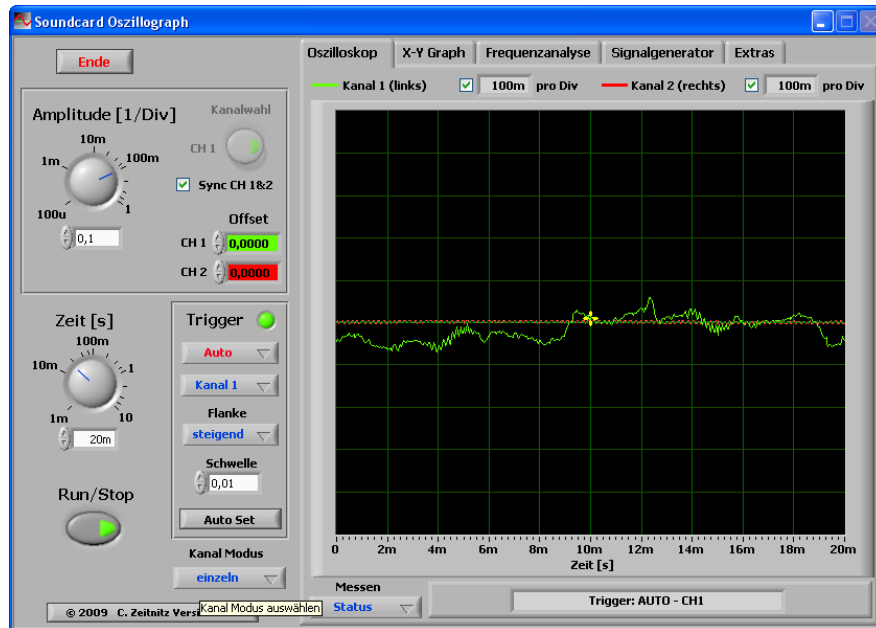 Soundcard Oszillograph
Ende
Amplitude [1/Div]
10m
1m
100m
100u
1
0,1
Kanalwahl
CH 1
Sync CH 1&2
Offset
CH 1 0,0000
CH 2 0,0000
Zeit [s]
100m
10m
1
1m
10
20m
Run/Stop
Trigger
Auto
Kanal 1
Flanke
steigend
Schwelle
0,01
Auto Set
Kanal Modus
einzeln
Kanal Modus auswählen
© 2009 C. Zeitnitz
Oszilloskop X-Y Graph Frequenzanalyse Signalgenerator Extras
Kanal 1 (links) 100m pro Div Kanal 2 (rechts) 100m pro Div
0 2m 4m 6m 8m 10m 12m 14m 16m 18m 20m
Zeit [s]
Messen
Status
Trigger: AUTO - CH1